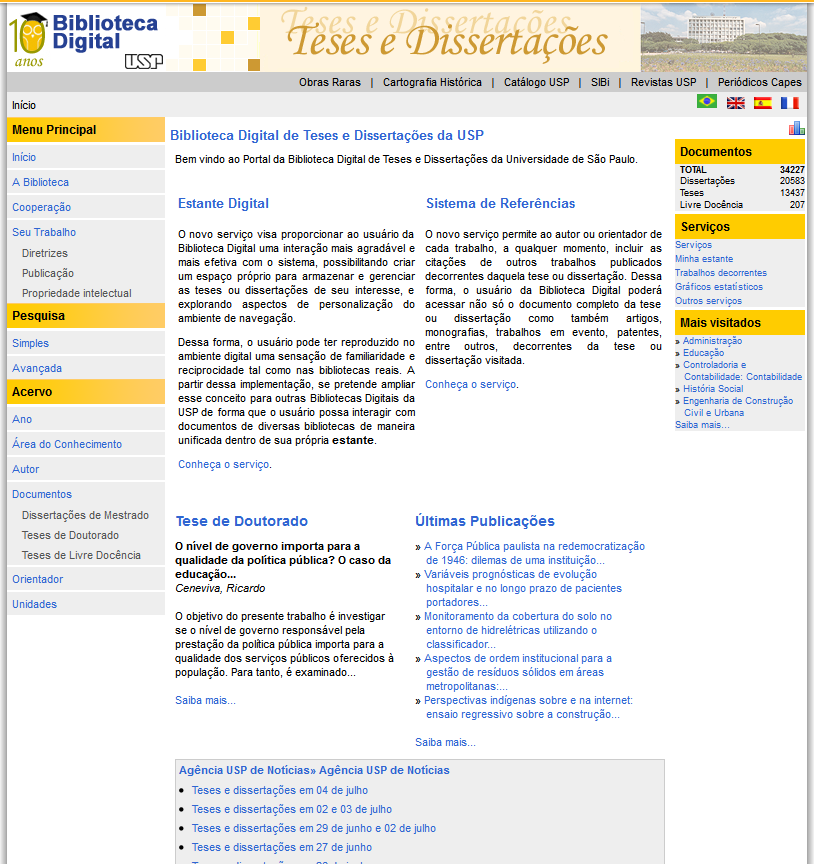 10 anos
Biblioteca
Digital
USP
Teses e Dissertações
Teses e Dissertações
Obras Raras | Cartografia Histórica | Catálogo USP | SIBi | Revistas USP | Periódicos Capes
Início
Menu Principal
Início
A Biblioteca
Cooperação
Seu Trabalho
Diretrizes
Publicação
Propriedade intelectual
Pesquisa
Simples
Avançada
Acervo
Ano
Área do Conhecimento
Autor
Documentos
Dissertações de Mestrado
Teses de Doutorado
Teses de Livre Docência
Orientador
Unidades
Biblioteca Digital de Teses e Dissertações da USP
Bem vindo ao Portal da Biblioteca Digital de Teses e Dissertações da Universidade de São Paulo.
Estante Digital
O novo serviço visa proporcionar ao usuário da
Biblioteca Digital uma interação mais agradável e
mais efetiva com o sistema, possibilitando criar
um espaço próprio para armazenar e gerenciar
as teses ou dissertações de seu interesse, e
explorando aspectos de personalização do
ambiente de navegação.
Dessa forma, o usuário pode ter reproduzido no
ambiente digital uma sensação de familiaridade e
reciprocidade tal como nas bibliotecas reais. A
partir dessa implementação, se pretende ampliar
esse conceito para outras Bibliotecas Digitais da
USP de forma que o usuário possa interagir com
documentos de diversas bibliotecas de maneira
unificada dentro de sua própria estante.
Conheça o serviço.
Sistema de Referências
O novo serviço permite ao autor ou orientador de
cada trabalho, a qualquer momento, incluir as
citações de outros trabalhos publicados
decorrentes daquela tese ou dissertação. Dessa
forma, o usuário da Biblioteca Digital poderá
acessar não só o documento completo da tese
ou dissertação como também artigos,
monografias, trabalhos em evento, patentes,
entre outros, decorrentes da tese ou
dissertação visitada.
Conheça o serviço.
Tese de Doutorado
O nível de governo importa para a
qualidade da política pública? O caso da
educação...
Ceneviva, Ricardo
O objetivo do presente trabalho é investigar
se o nível de governo responsável pela
prestação da política pública importa para a
qualidade dos serviços públicos oferecidos à
população. Para tanto, é examinado...
Saiba mais...
Últimas Publicações
» A Força Pública paulista na redemocratização
de 1946: dilemas de uma instituição...
» Variáveis prognósticas de evolução
hospitalar e no longo prazo de pacientes
portadores...
» Monitoramento da cobertura do solo no
entorno de hidrelétricas utilizando o
classificador...
» Aspectos de ordem institucional para a
gestão de resíduos sólidos em áreas
metropolitanas:...
» Perspectivas indígenas sobre e na internet:
ensaio regressivo sobre a construção...
Saiba mais...
Agência USP de Notícias» Agência USP de Notícias
• Teses e dissertações em 04 de julho
• Teses e dissertações em 02 e 03 de julho
• Teses e dissertações em 29 de junho e 02 de julho
• Teses e dissertações em 27 de junho
Documentos
TOTAL 34227
Dissertações 20583
Teses 13437
Livre Docência 207
Serviços
Serviços
Minha estante
Trabalhos decorrentes
Gráficos estatísticos
Outros serviços
Mais visitados
» Administração
» Educação
» Controladoria e
Contabilidade: Contabilidade
» História Social
» Engenharia de Construção
Civil e Urbana
Saiba mais...